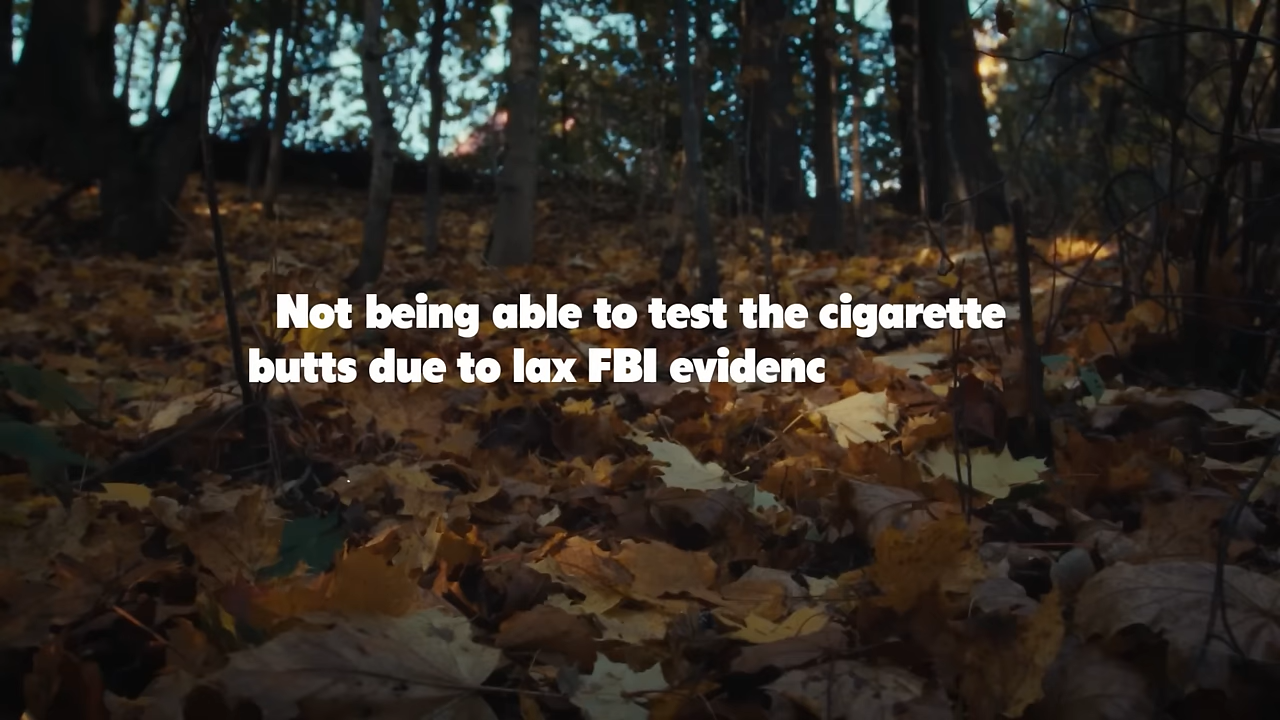 Not being able to test the cigarette
butts due to lax FBI evidenc